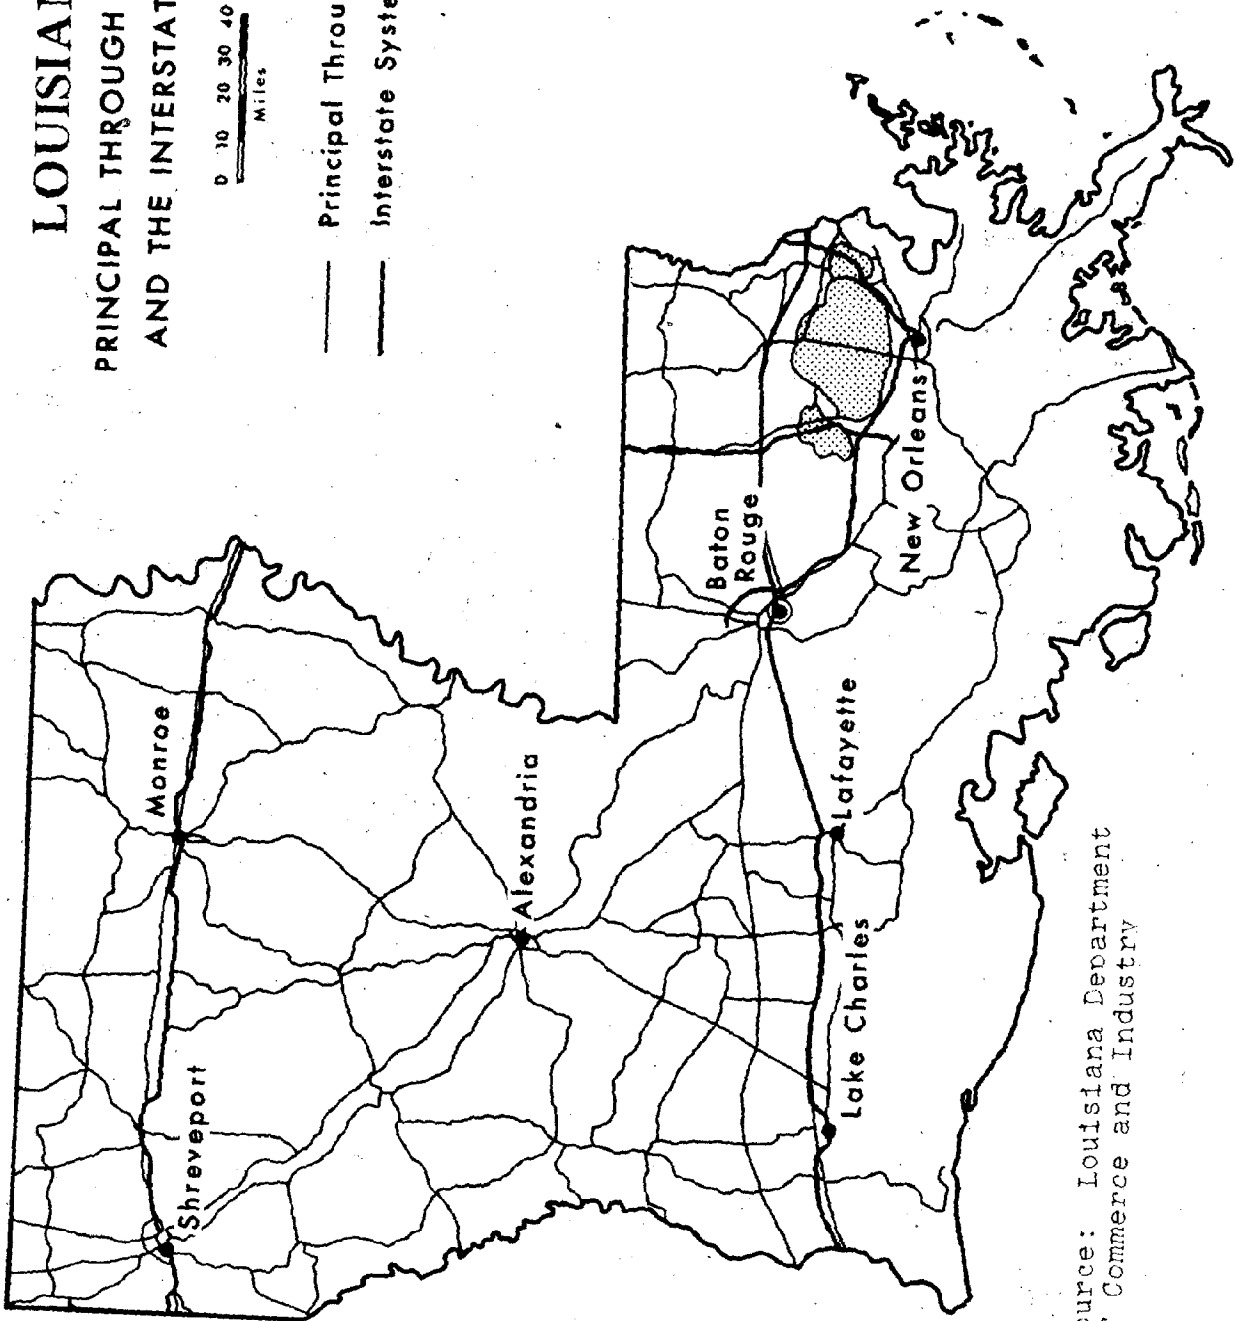 LOUISIAN
PRINCIPAL THROUGH
AND THE INTERSTAT
0 10 20 30 40
Miles
Principal Throu
Interstate Syste
Shreveport
Monroe
Alexandria
Baton
Rouge
New Orleans
Lafayette
Lake Charles
urce: Louisiana Department
Commerce and Industry